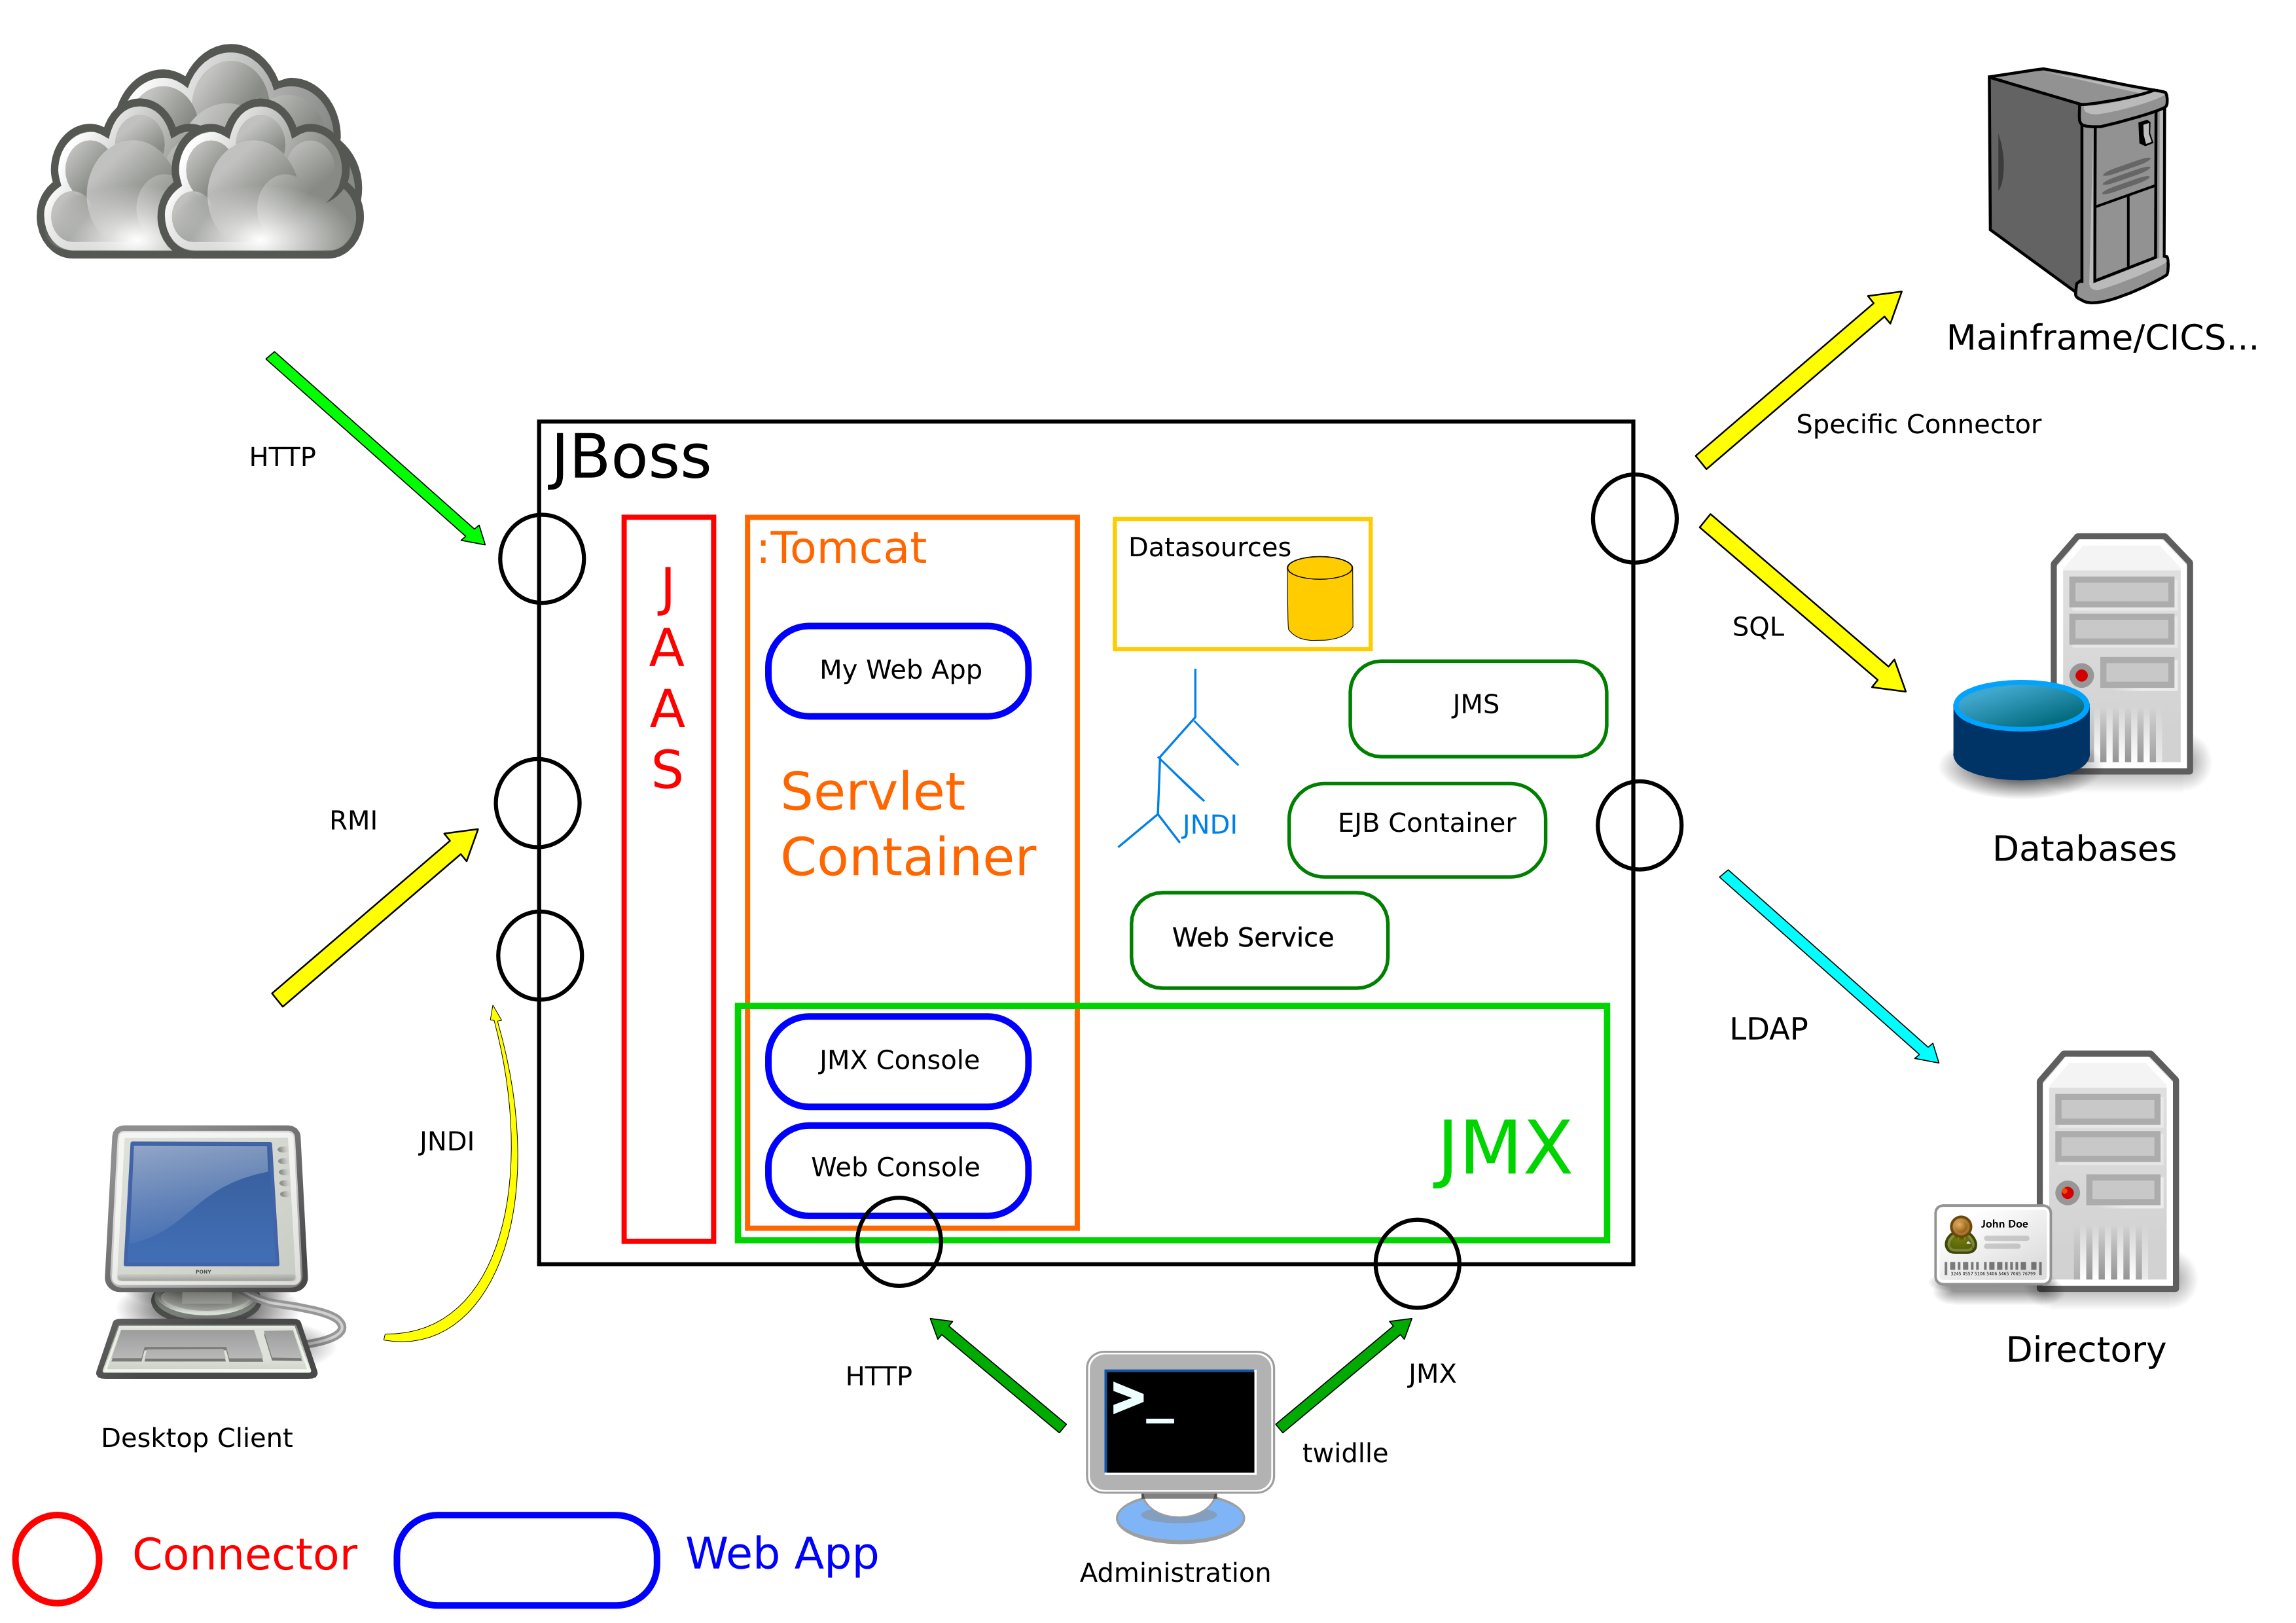 Mainframe/CICS...
Specific Connector
HTTP
JBoss
J
A
A
S
:Tomcat
Datasources
My Web App
SQL
JMS
Servlet
Container
RMI
JNDI
EJB Container
Databases
Web Service
LDAP
JMX Console
JNDI
JMX
Web Console
John Doe
PONY
Directory
HTTP
JMX
>_
twidlle
Desktop Client
Connector
Web App
Administration